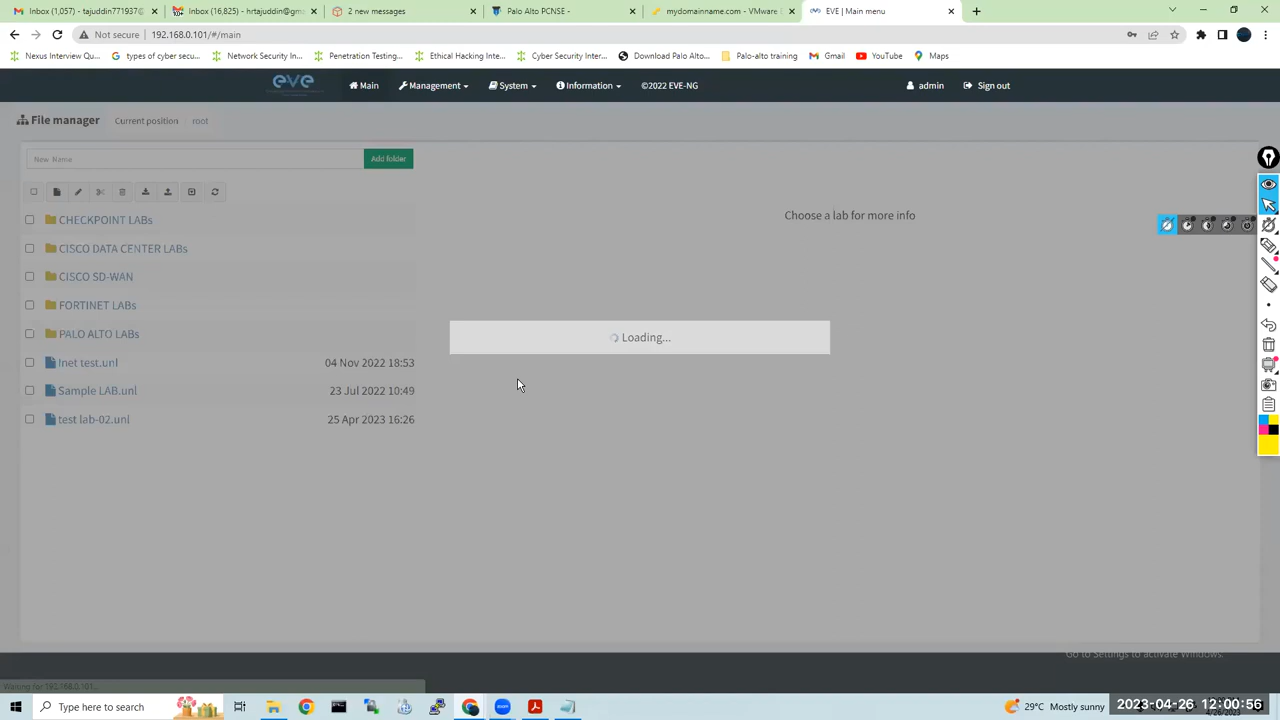 Inbox (1,057) - tajuddin771937@
Inbox (16,825) - hrtajuddin@gm
2 new messages
Palo Alto PCNSE -
mydomainname.com - VMware E
EVE | Main menu
Not secure 192.168.0.101/#/main
Nexus Interview Qu...
types of cyber secu...
Network Security In...
Penetration Testing...
Ethical Hacking Inte...
Cyber Security Inter...
Download Palo Alto...
Palo-alto training
Gmail
YouTube
Maps
eve
Main
Management
System
Information
©2022 EVE-NG
admin
Sign out
File manager
Current position
root
New Name
Add folder
CHECKPOINT LABs
Choose a lab for more info
CISCO DATA CENTER LABs
CISCO SD-WAN
FORTINET LABs
PALO ALTO LABs
Loading...
Inet test.unl 04 Nov 2022 18:53
Sample LAB.unl 23 Jul 2022 10:49
test lab-02.unl 25 Apr 2023 16:26
Go to Settings to activate Windows.
Waiting for 192.168.0.101...
Type here to search
29°C Mostly sunny
2023-04-26 12:00:56